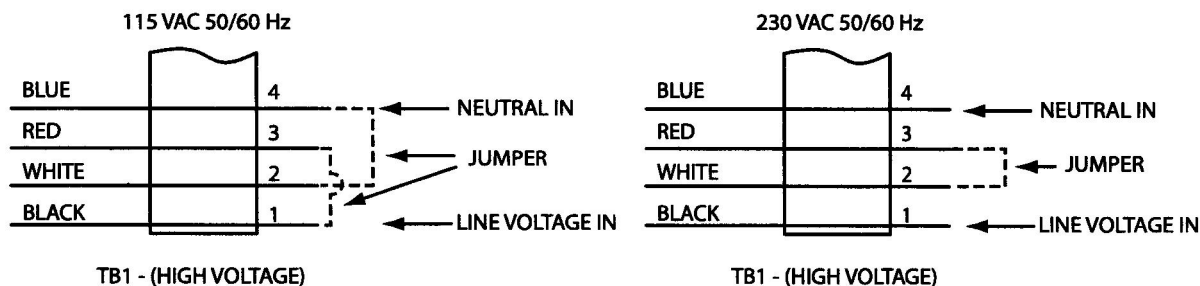 115 VAC 50/60 Hz
BLUE 4 NEUTRAL IN
RED 3
JUMPER
WHITE 2
BLACK 1 LINE VOLTAGE IN
TB1 - (HIGH VOLTAGE)
230 VAC 50/60 Hz
BLUE 4 NEUTRAL IN
RED 3
JUMPER
WHITE 2
BLACK 1 LINE VOLTAGE IN
TB1 - (HIGH VOLTAGE)